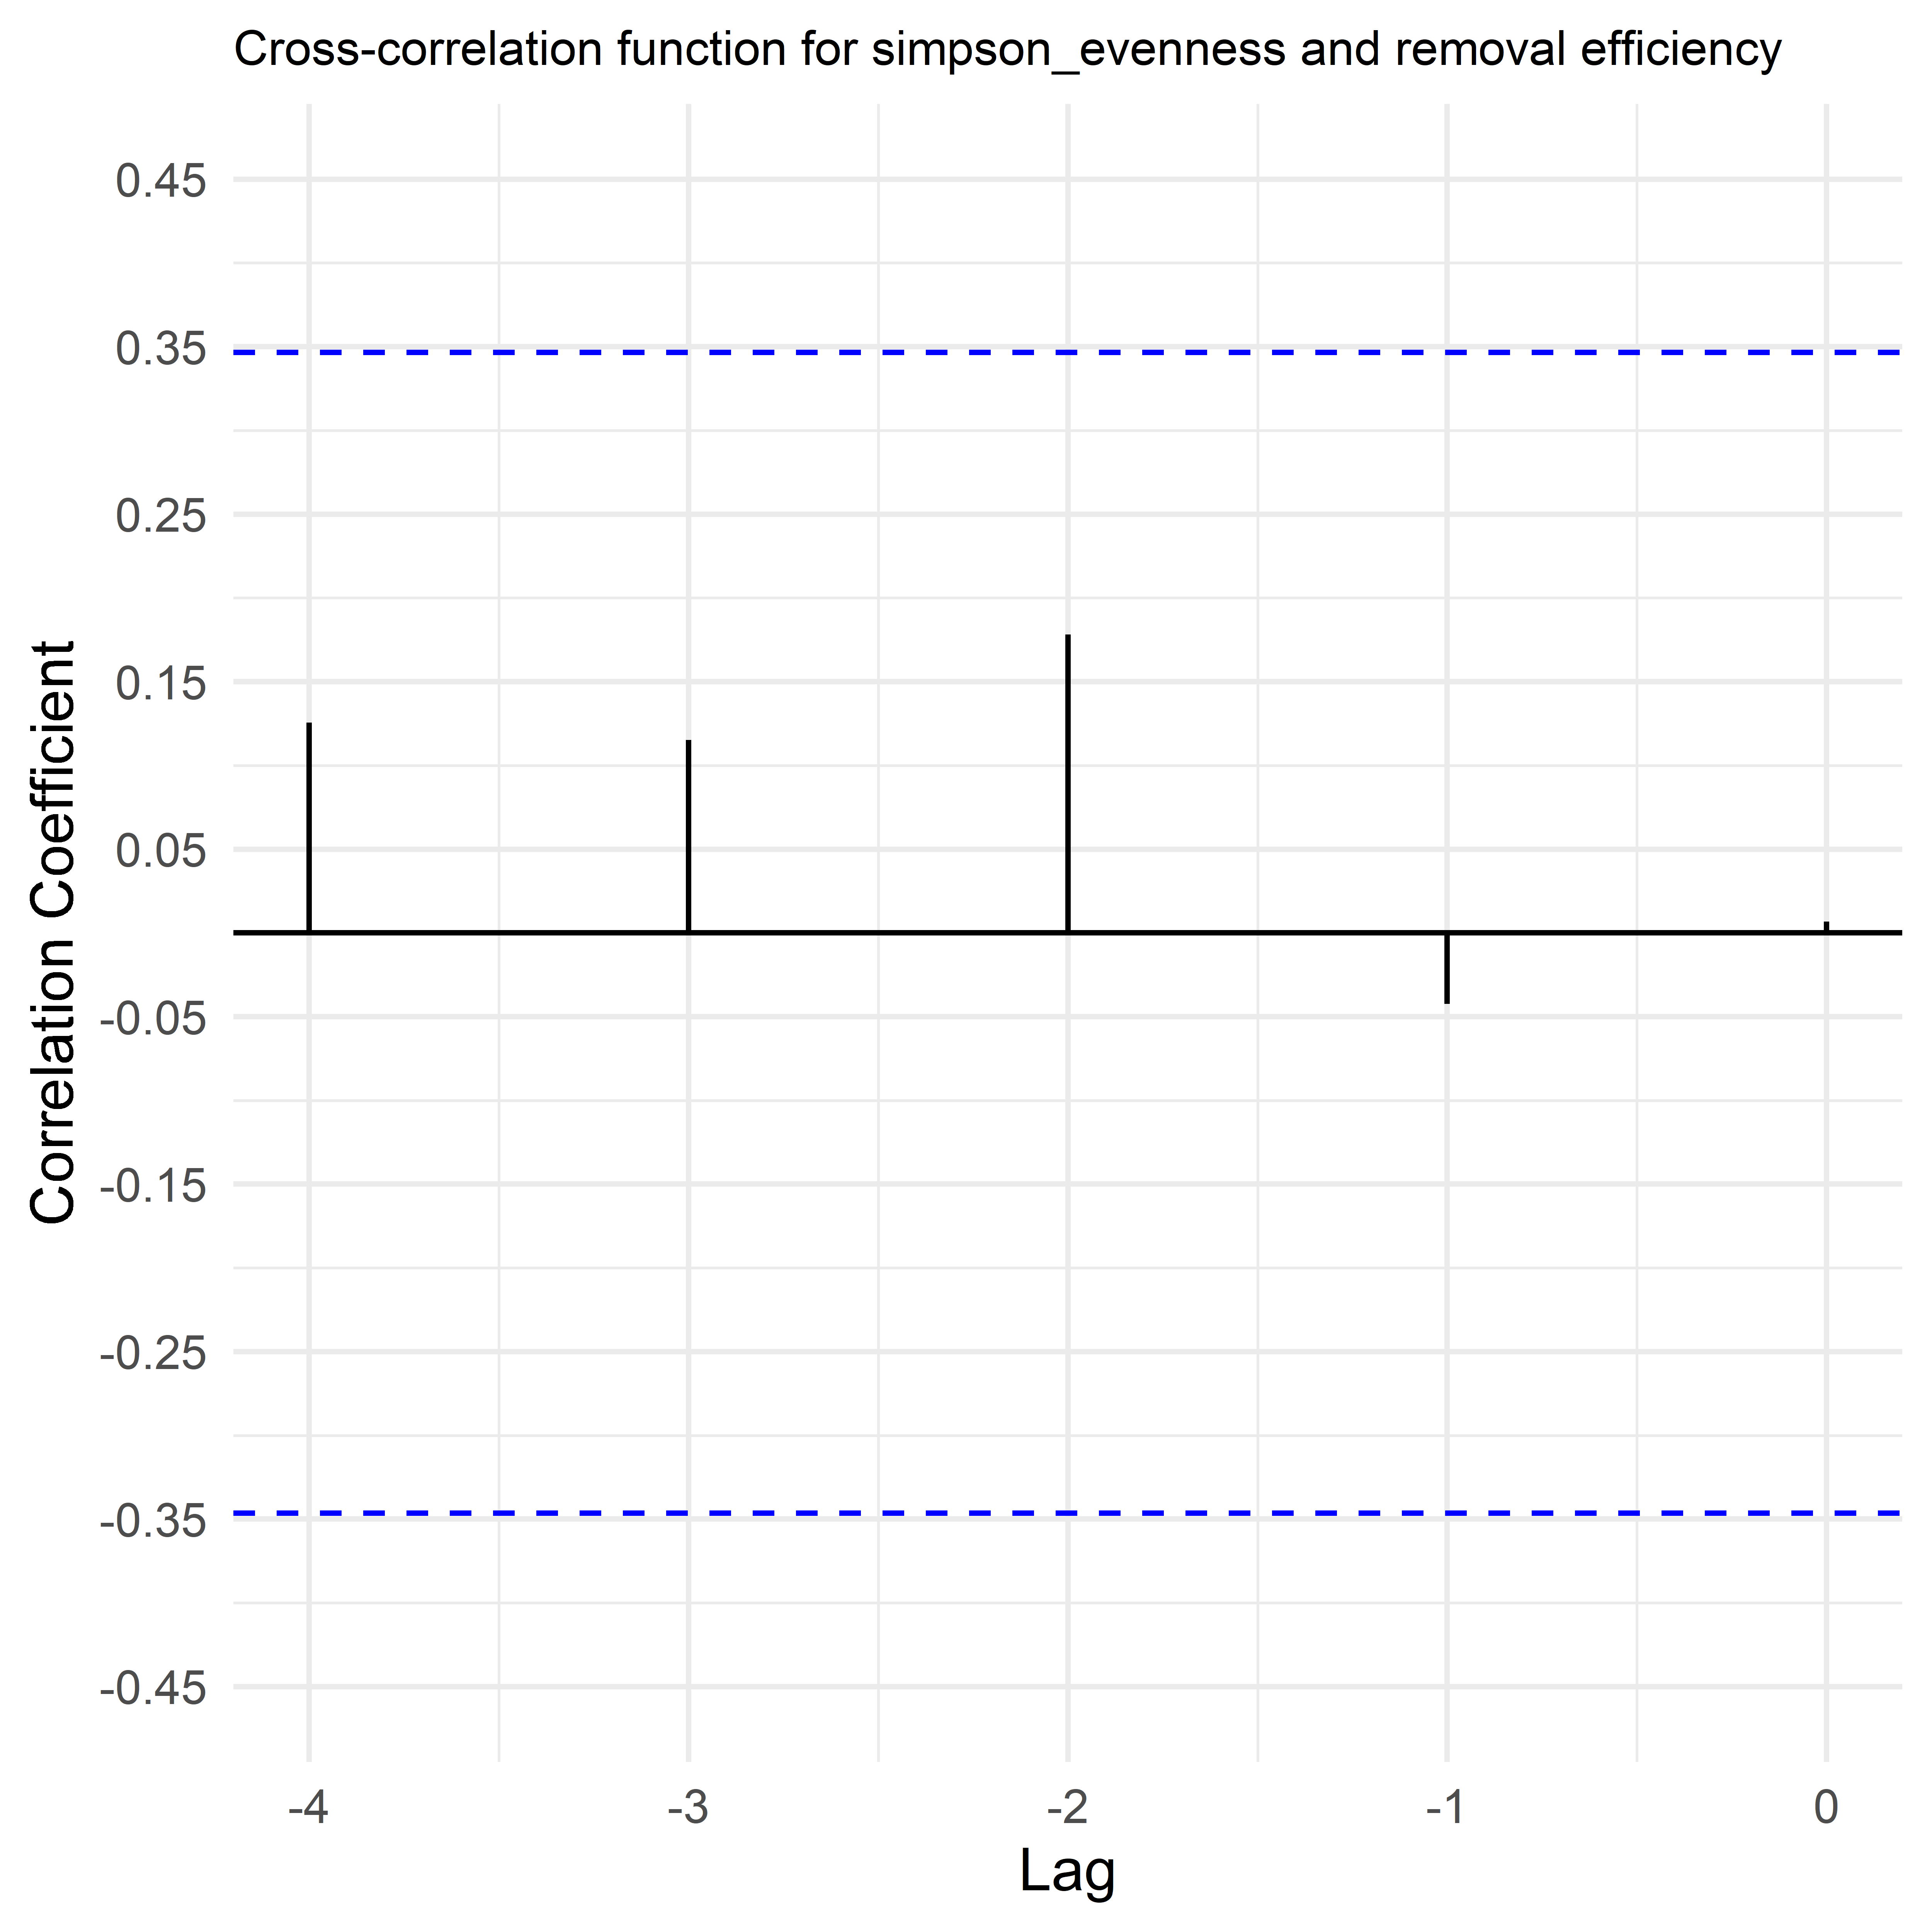 Cross-correlation function for simpson_evenness and removal efficiency
0.45
0.35
0.25
0.15
0.05
-0.05
-0.15
-0.25
-0.35
-0.45
Correlation Coefficient
-4 -3 -2 -1 0
Lag